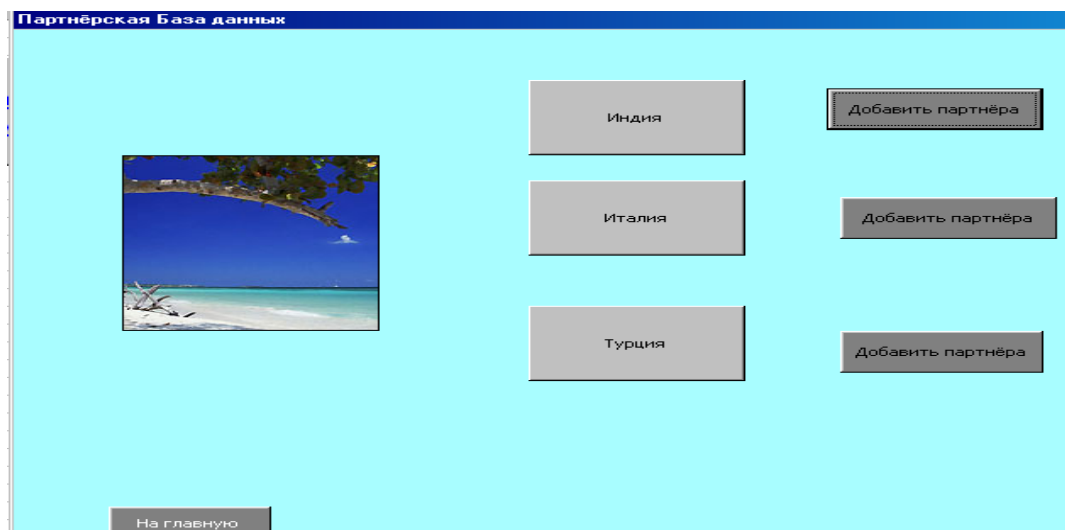 Партнёрская База данных
Индия
Добавить партнёра
Италия
Добавить партнёра
Турция
Добавить партнёра
На главную